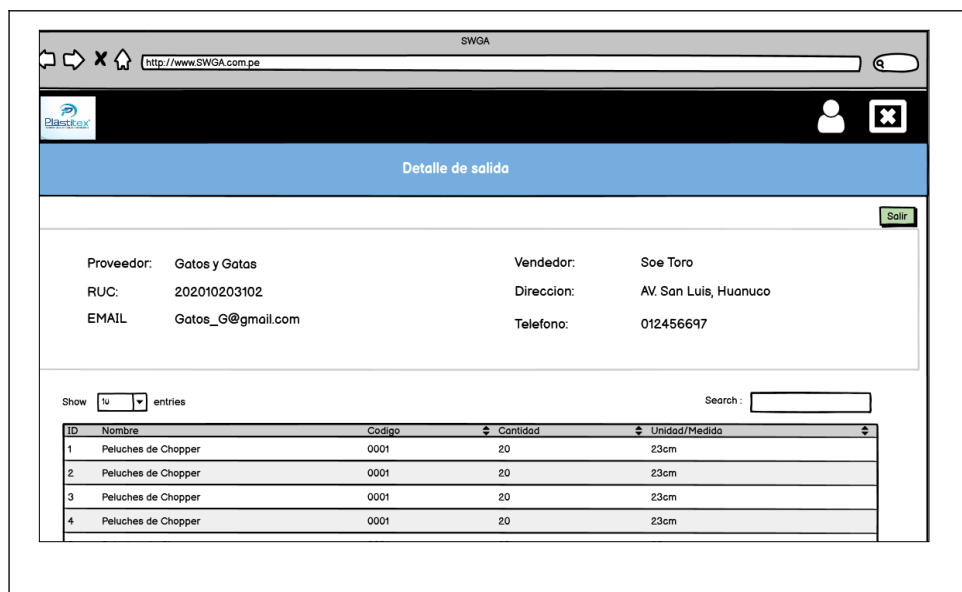 SWGA
http://www.SWGA.com.pe
Plastitex
Detalle de salida
Salir
Proveedor: Gatos y Gatas Vendedor: Soe Toro
RUC: 202010203102 Direccion: AV. San Luis, Huanuco
EMAIL Gatos_G@gmail.com Telefono: 012456697
Show 10 entries Search :
ID Nombre Codigo Cantidad Unidad/Medida
1 Peluches de Chopper 0001 20 23cm
2 Peluches de Chopper 0001 20 23cm
3 Peluches de Chopper 0001 20 23cm
4 Peluches de Chopper 0001 20 23cm